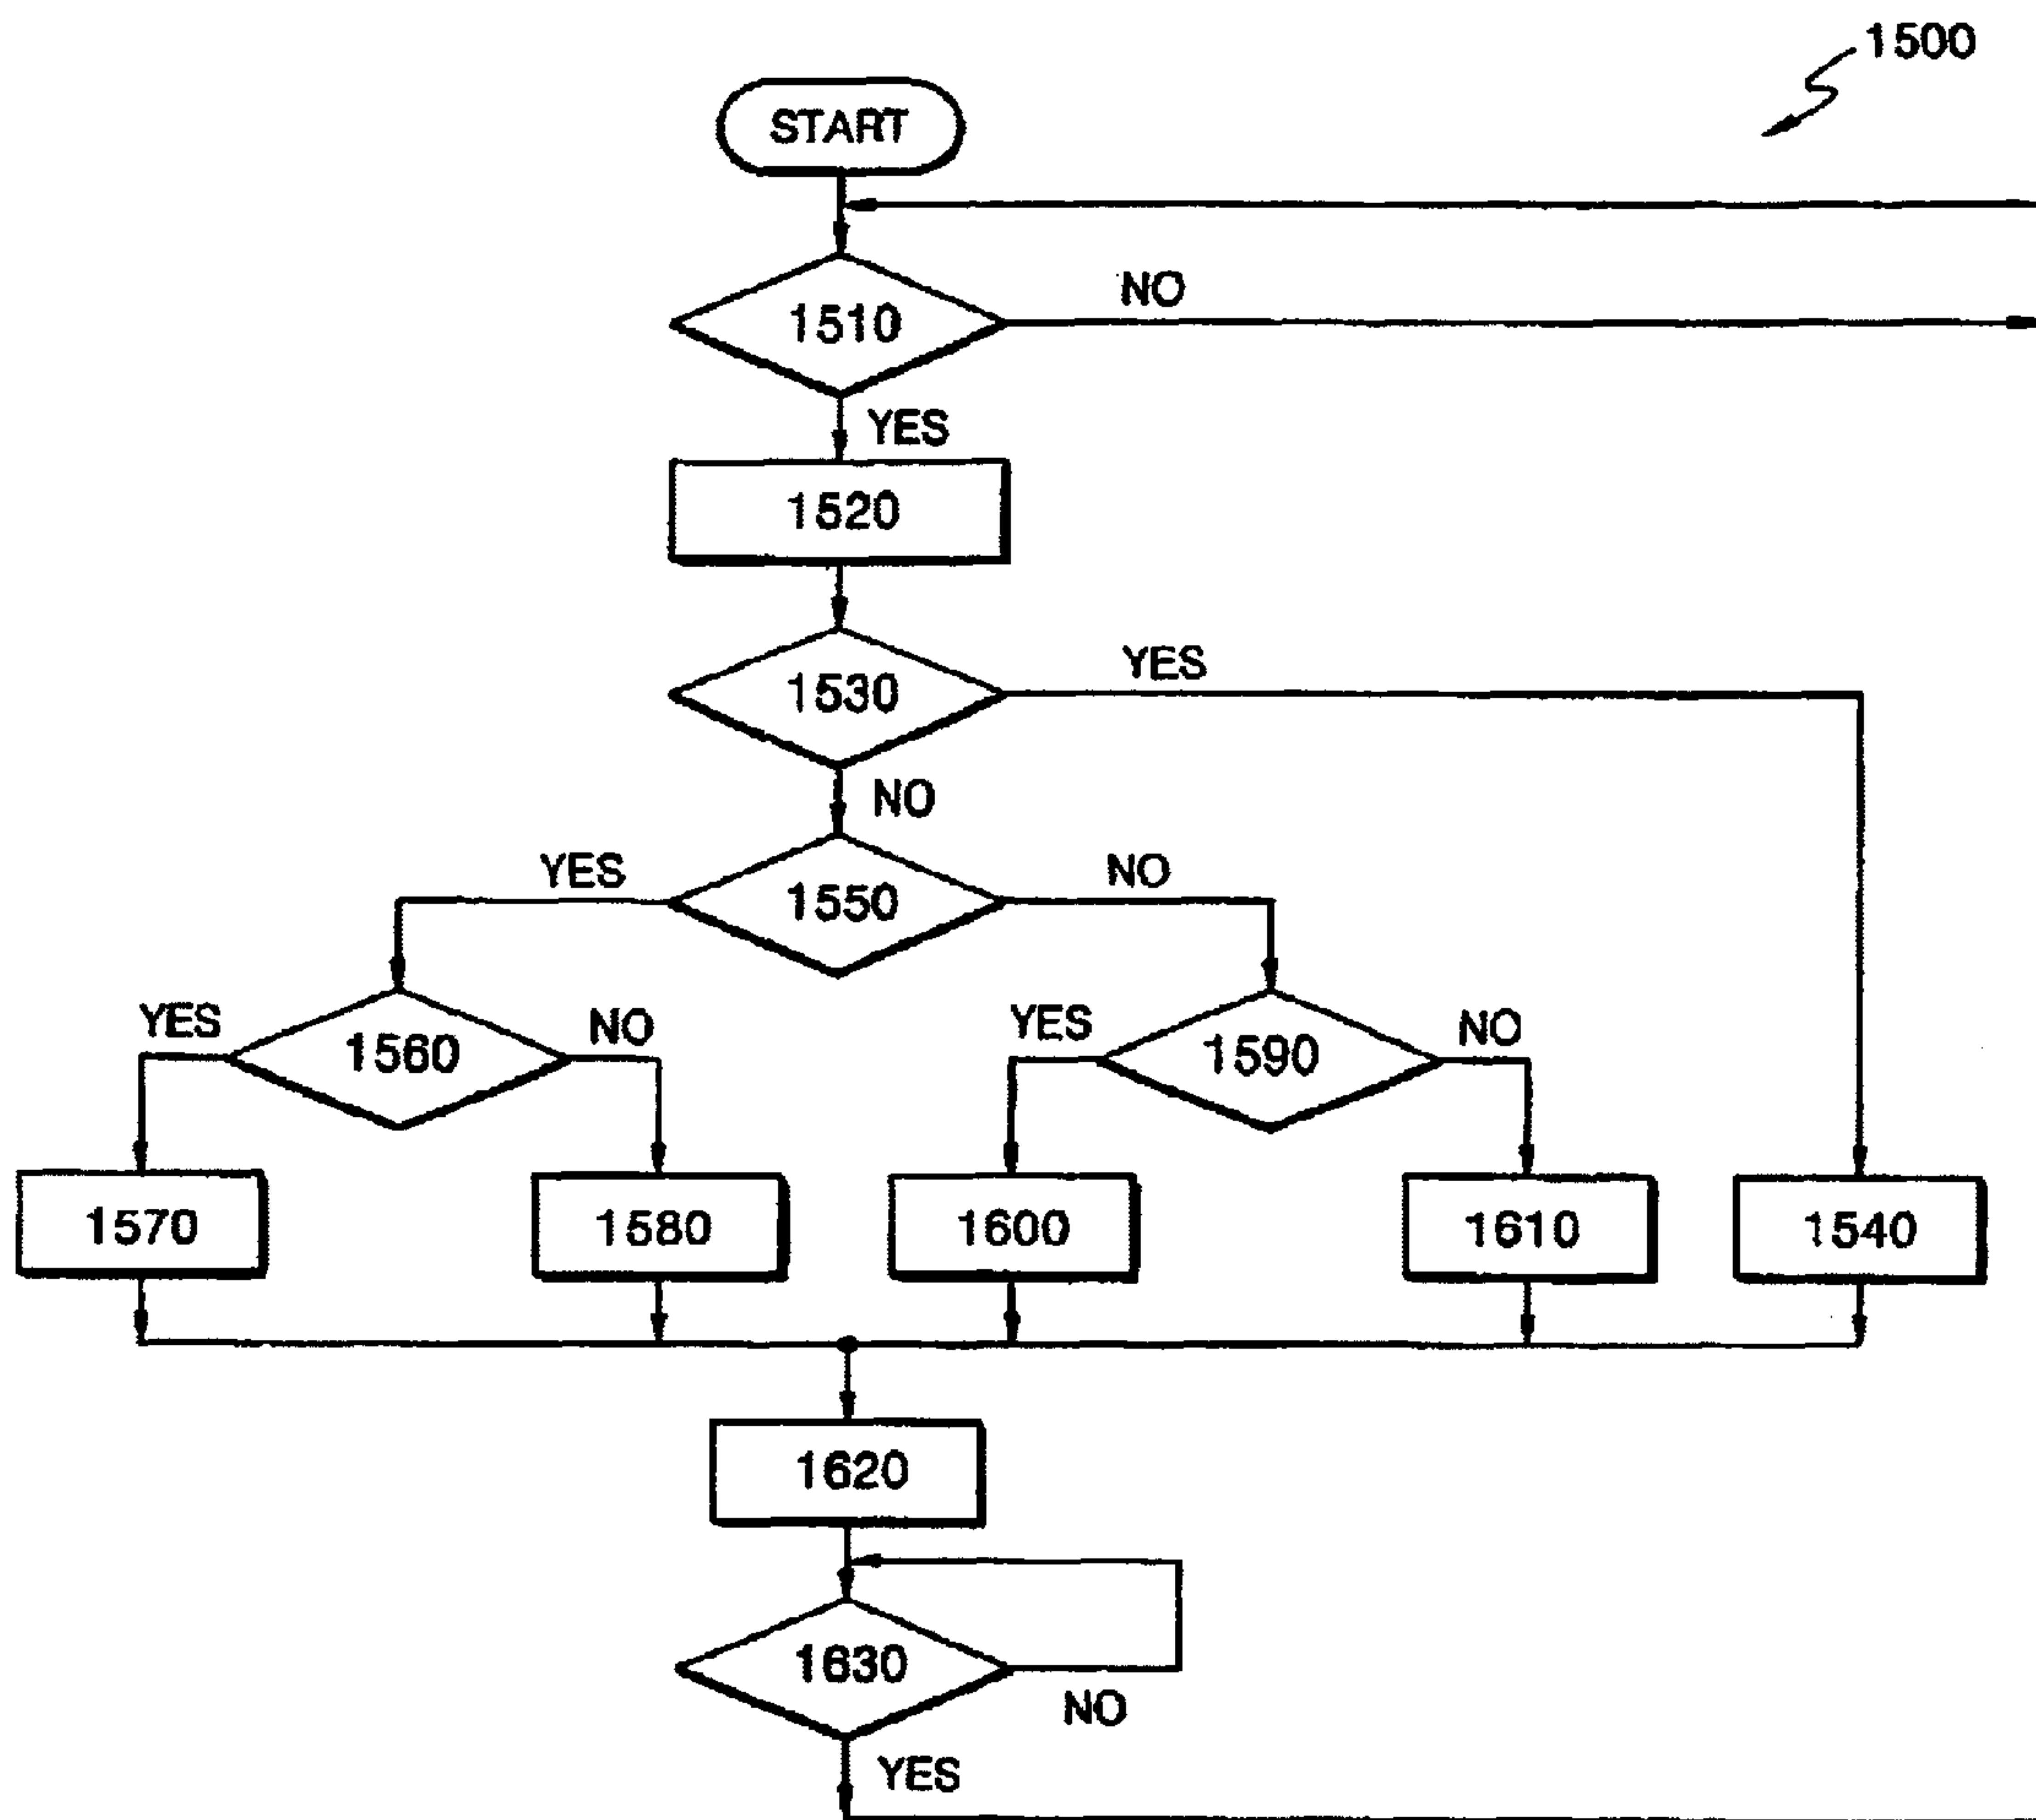 1500
START
NO
1510
YES
1520
YES
1530
NO
YES
NO
1550
YES
NO
YES
NO
1560
1590
1570
1580
1600
1610
1540
1620
1630
NO
YES